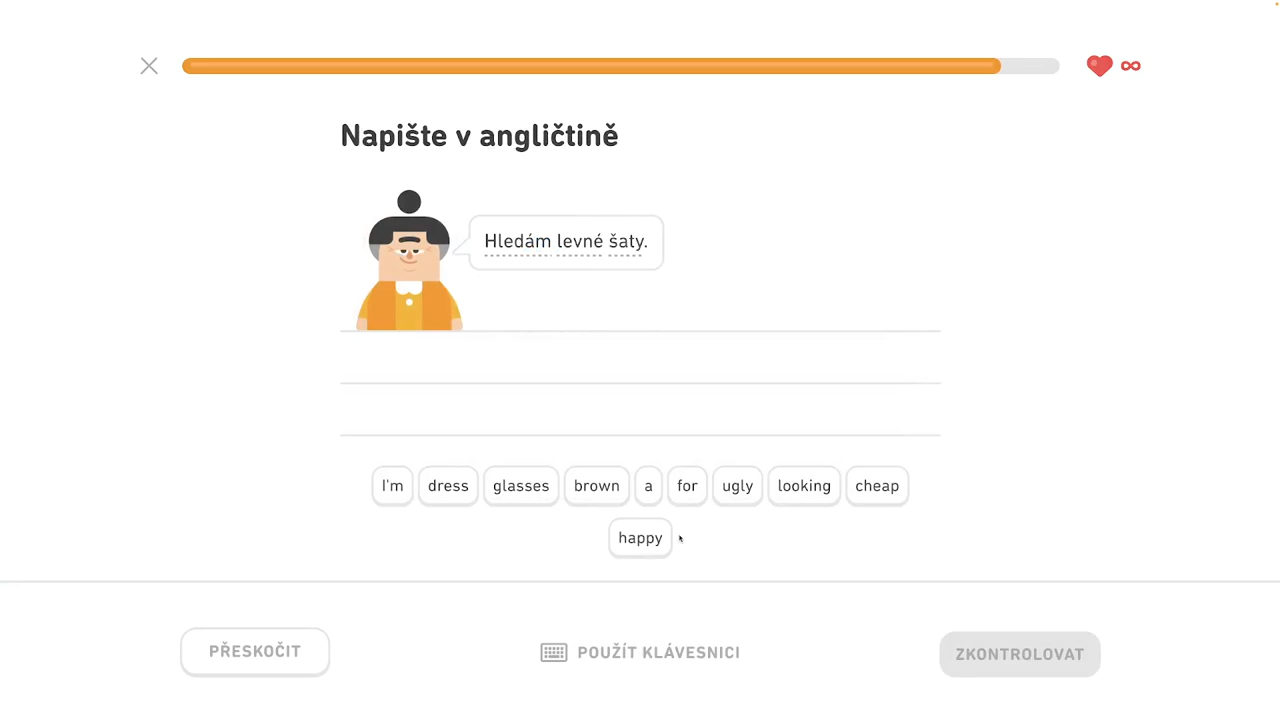 ∞
Napište v angličtině
Hledám levné šaty.
I'm dress glasses brown a for ugly looking cheap
happy
PŘESKOČIT
POUŽÍT KLÁVESNICI
ZKONTROLOVAT